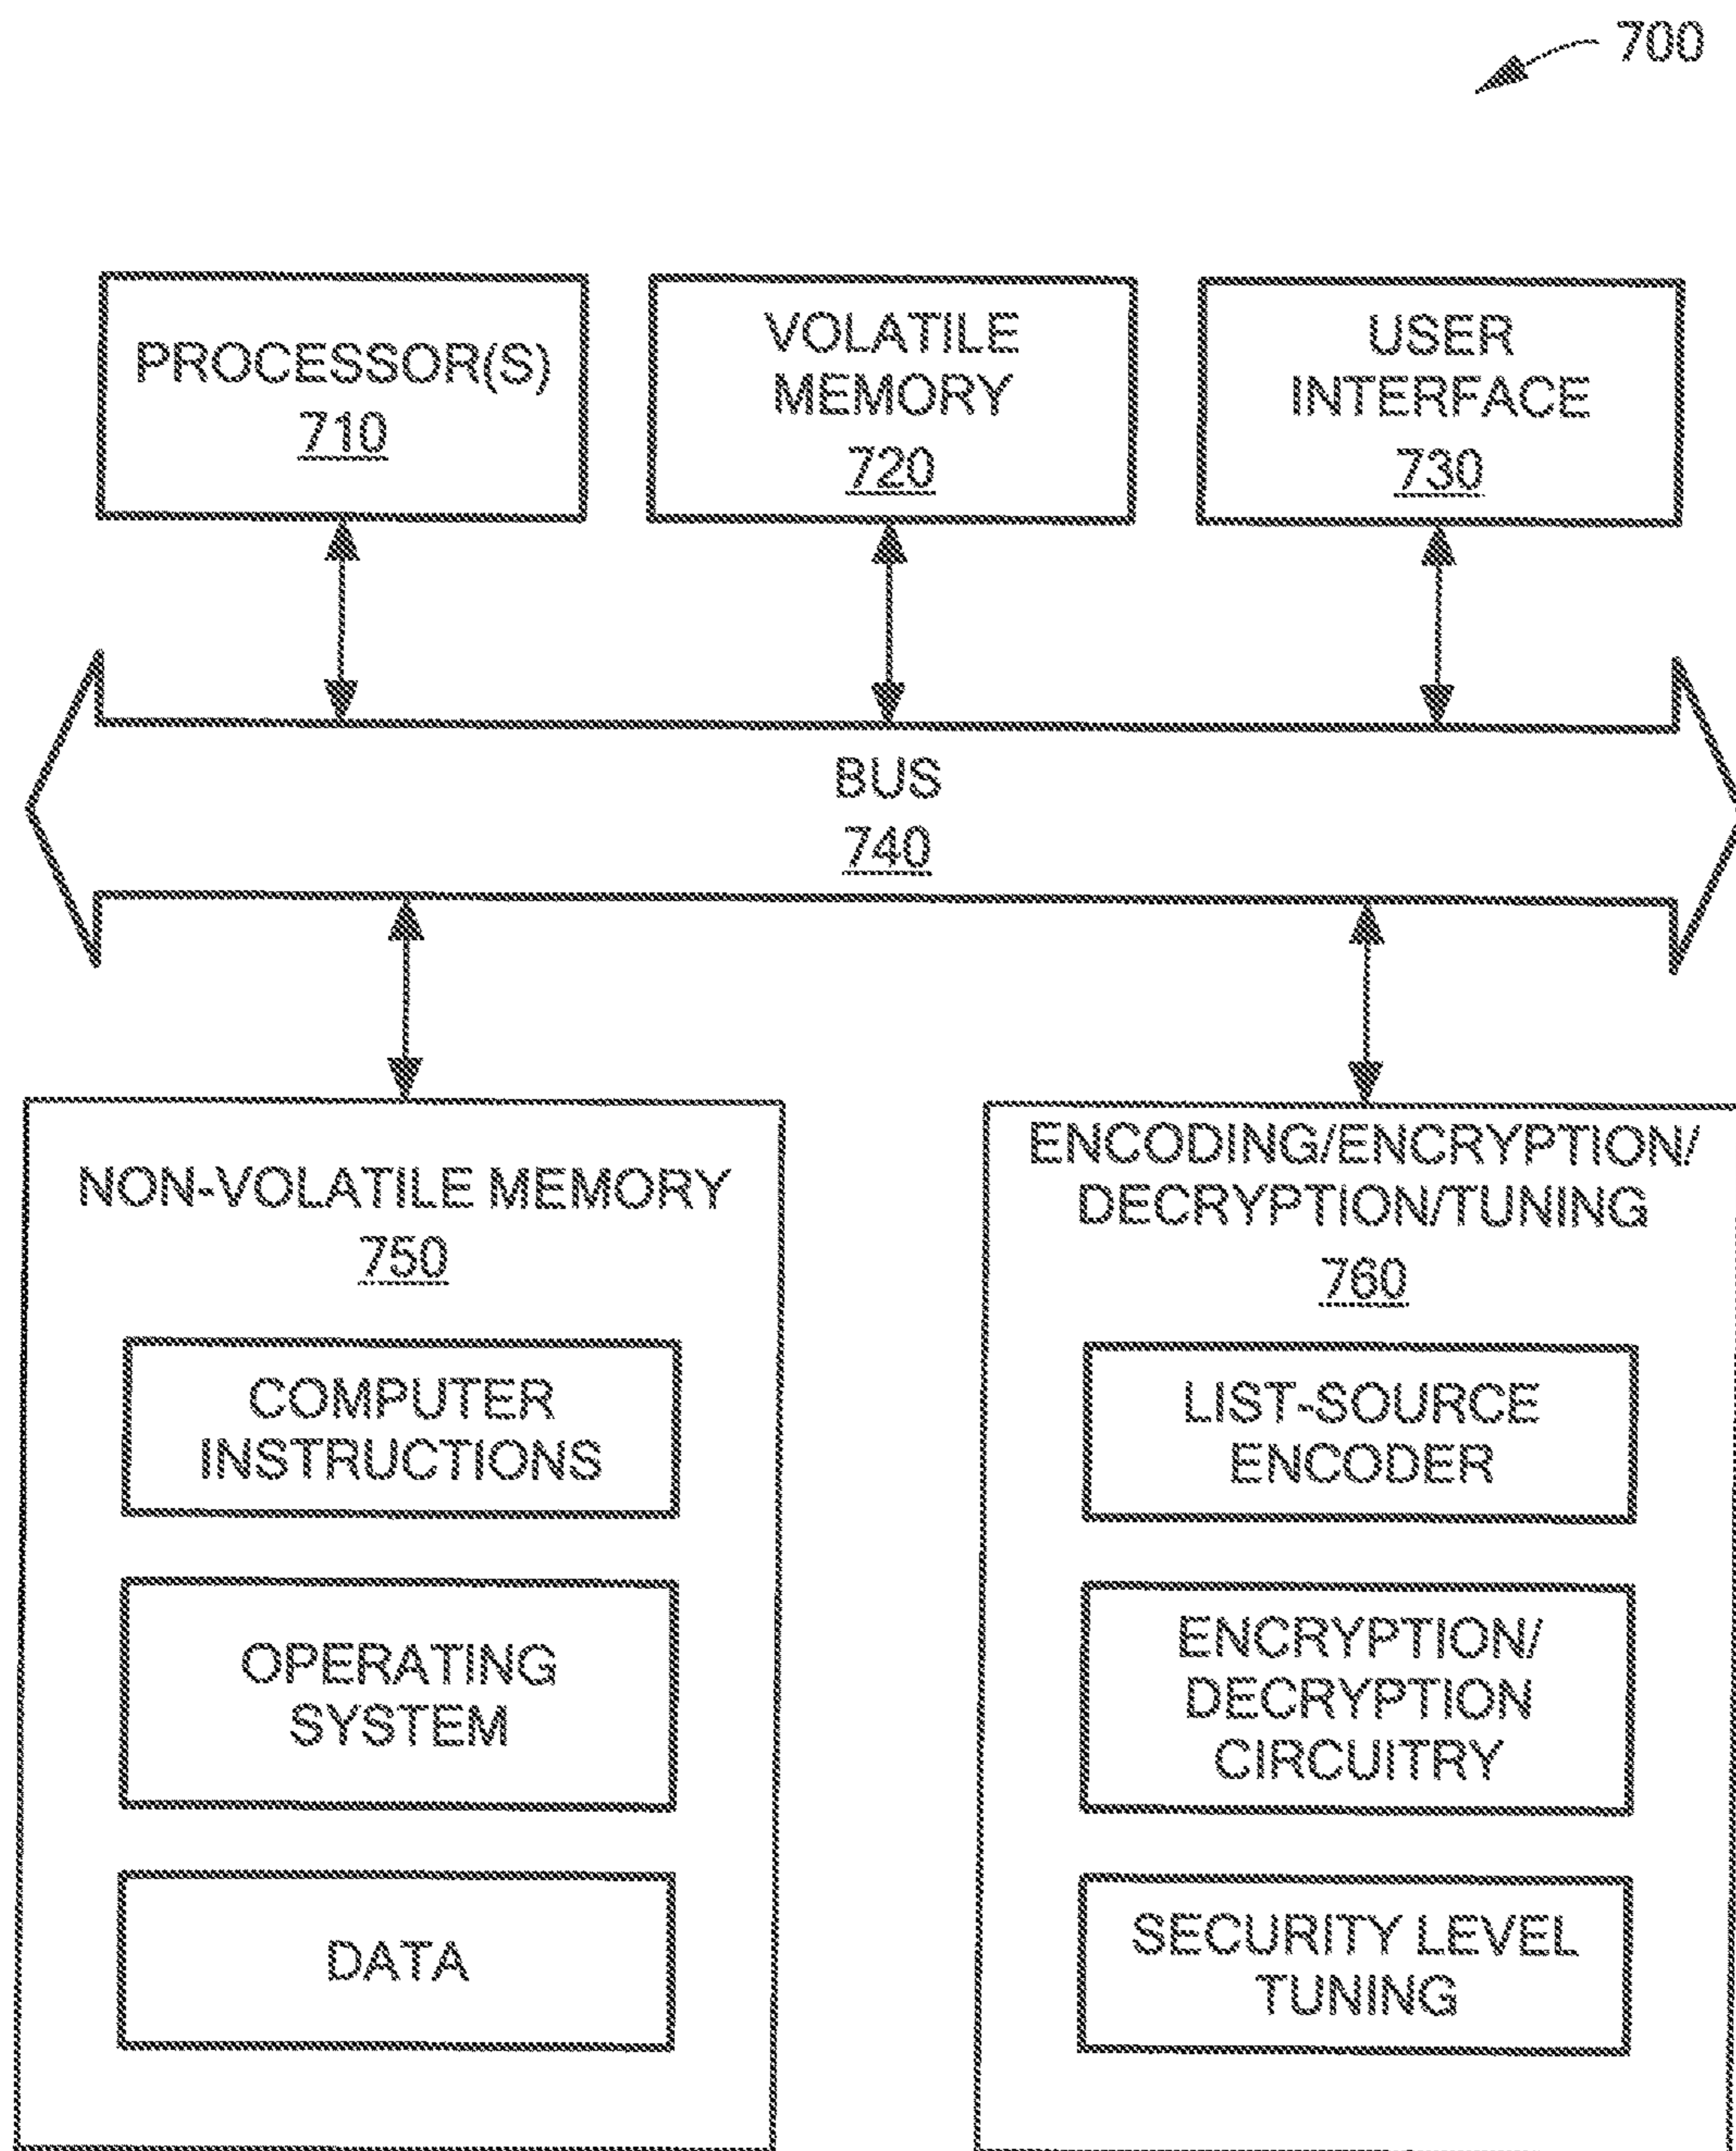 700
PROCESSOR(S)
710
VOLATILE
MEMORY
720
USER
INTERFACE
730
BUS
740
NON-VOLATILE MEMORY
750
COMPUTER
INSTRUCTIONS
OPERATING
SYSTEM
DATA
ENCODING/ENCRYPTION/
DECRYPTION/TUNING
760
LIST-SOURCE
ENCODER
ENCRYPTION/
DECRYPTION
CIRCUITRY
SECURITY LEVEL
TUNING